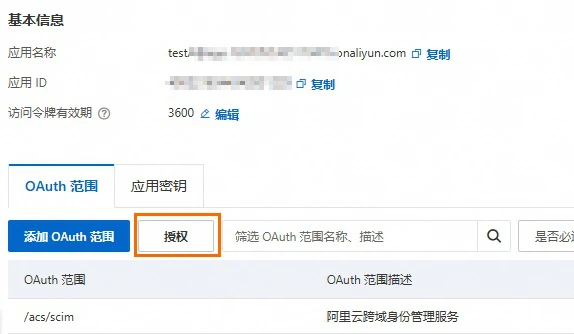 基本信息
应用名称 test onaliyun.com 复制
应用 ID 复制
访问令牌有效期 3600 编辑
OAuth 范围 应用密钥
添加 OAuth 范围 授权 筛选 OAuth 范围名称、描述 是否必
OAuth 范围 OAuth 范围描述
/acs/scim 阿里云跨域身份管理服务